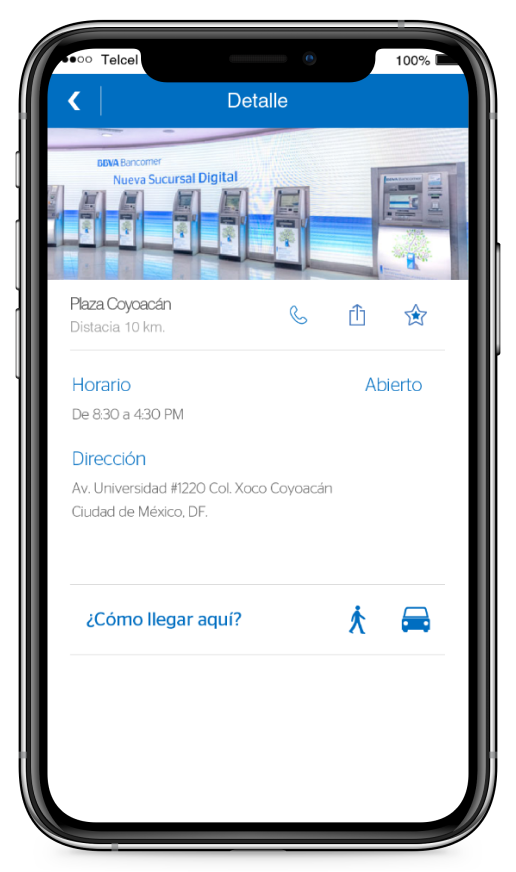 Telcel
100%
Detalle
BBVA Bancomer
Nueva Sucursal Digital
Plaza Coyoacán
Distacia 10 km.
Horario
Abierto
De 8:30 a 4:30 PM
Dirección
Av. Universidad #1220 Col. Xoco Coyoacán
Ciudad de México, DF.
¿Cómo llegar aquí?